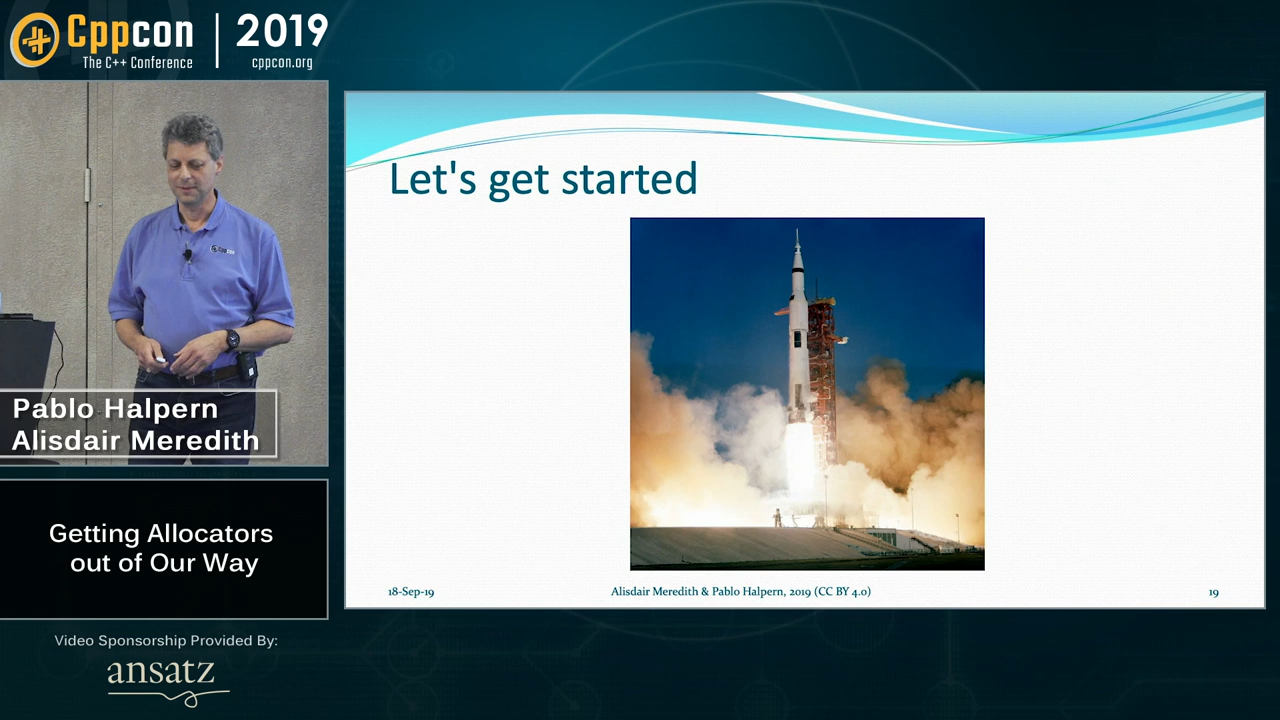 Cppcon
The C++ Conference
2019
cppcon.org
Pablo Halpern
Alisdair Meredith
Getting Allocators
out of Our Way
Video Sponsorship Provided By:
ansatz
Let's get started
18-Sep-19
Alisdair Meredith & Pablo Halpern, 2019 (CC BY 4.0)
19